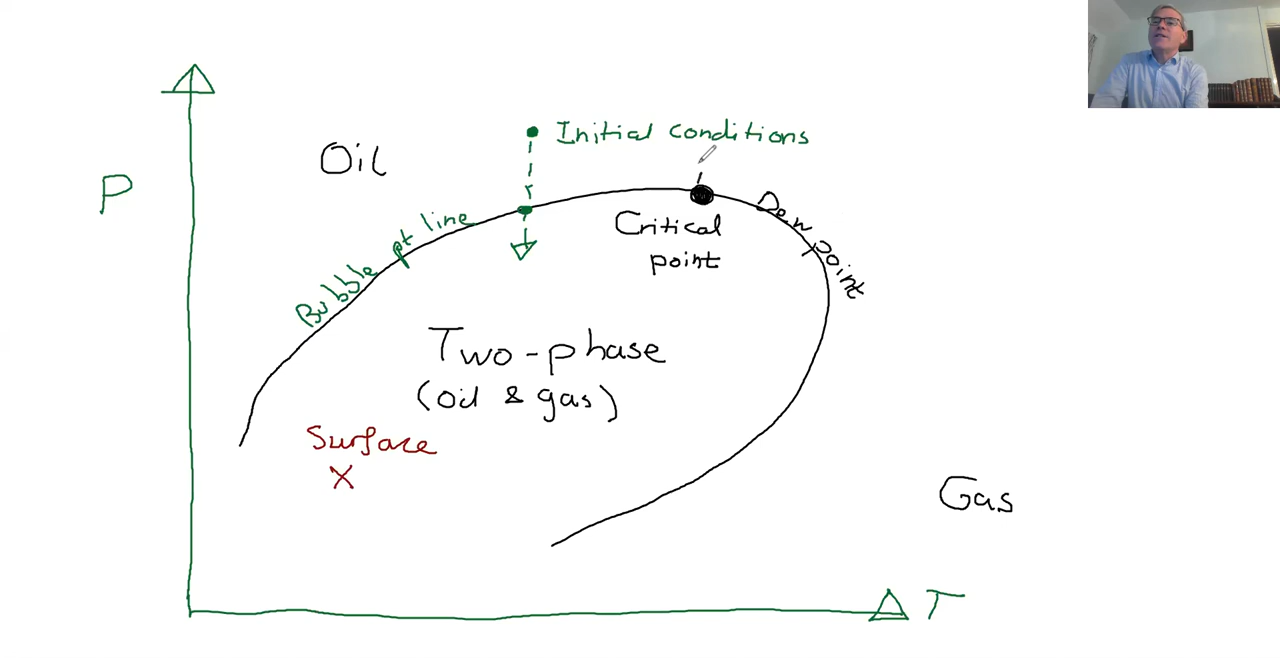 Initial conditions
Oil
P
Bubble pt line
Critical
point
Dew point
Two-phase
(oil & gas)
Surface
X
Gas
T